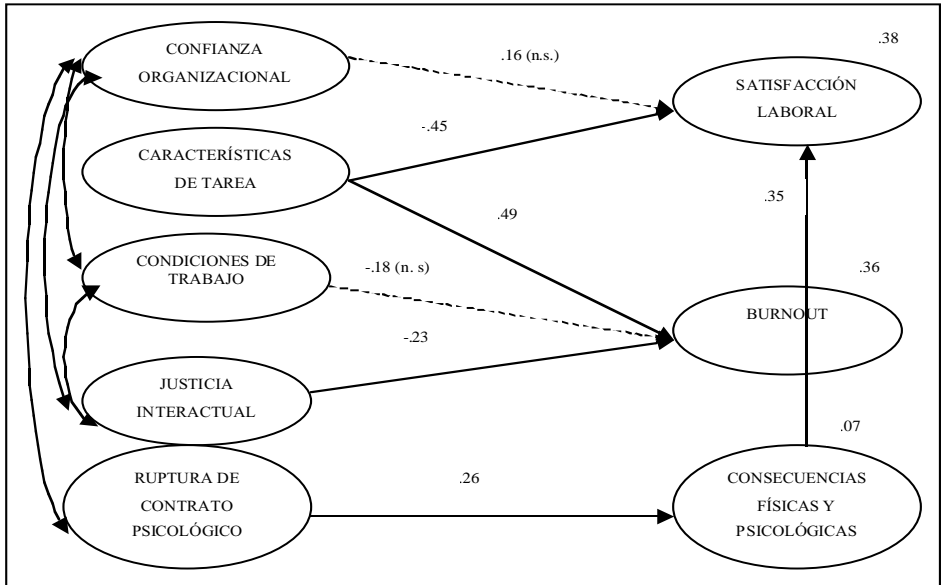 CONFIANZA
ORGANIZACIONAL
.16 (n.s.)
.38
SATISFACCIÓN
LABORAL
-.45
CARACTERÍSTICAS
DE TAREA
.35
.49
CONDICIONES DE
TRABAJO
-.18 (n. s)
.36
BURNOUT
-.23
JUSTICIA
INTERACTUAL
.07
RUPTURA DE
CONTRATO
PSICOLÓGICO
.26
CONSECUENCIAS
FÍSICAS Y
PSICOLÓGICAS